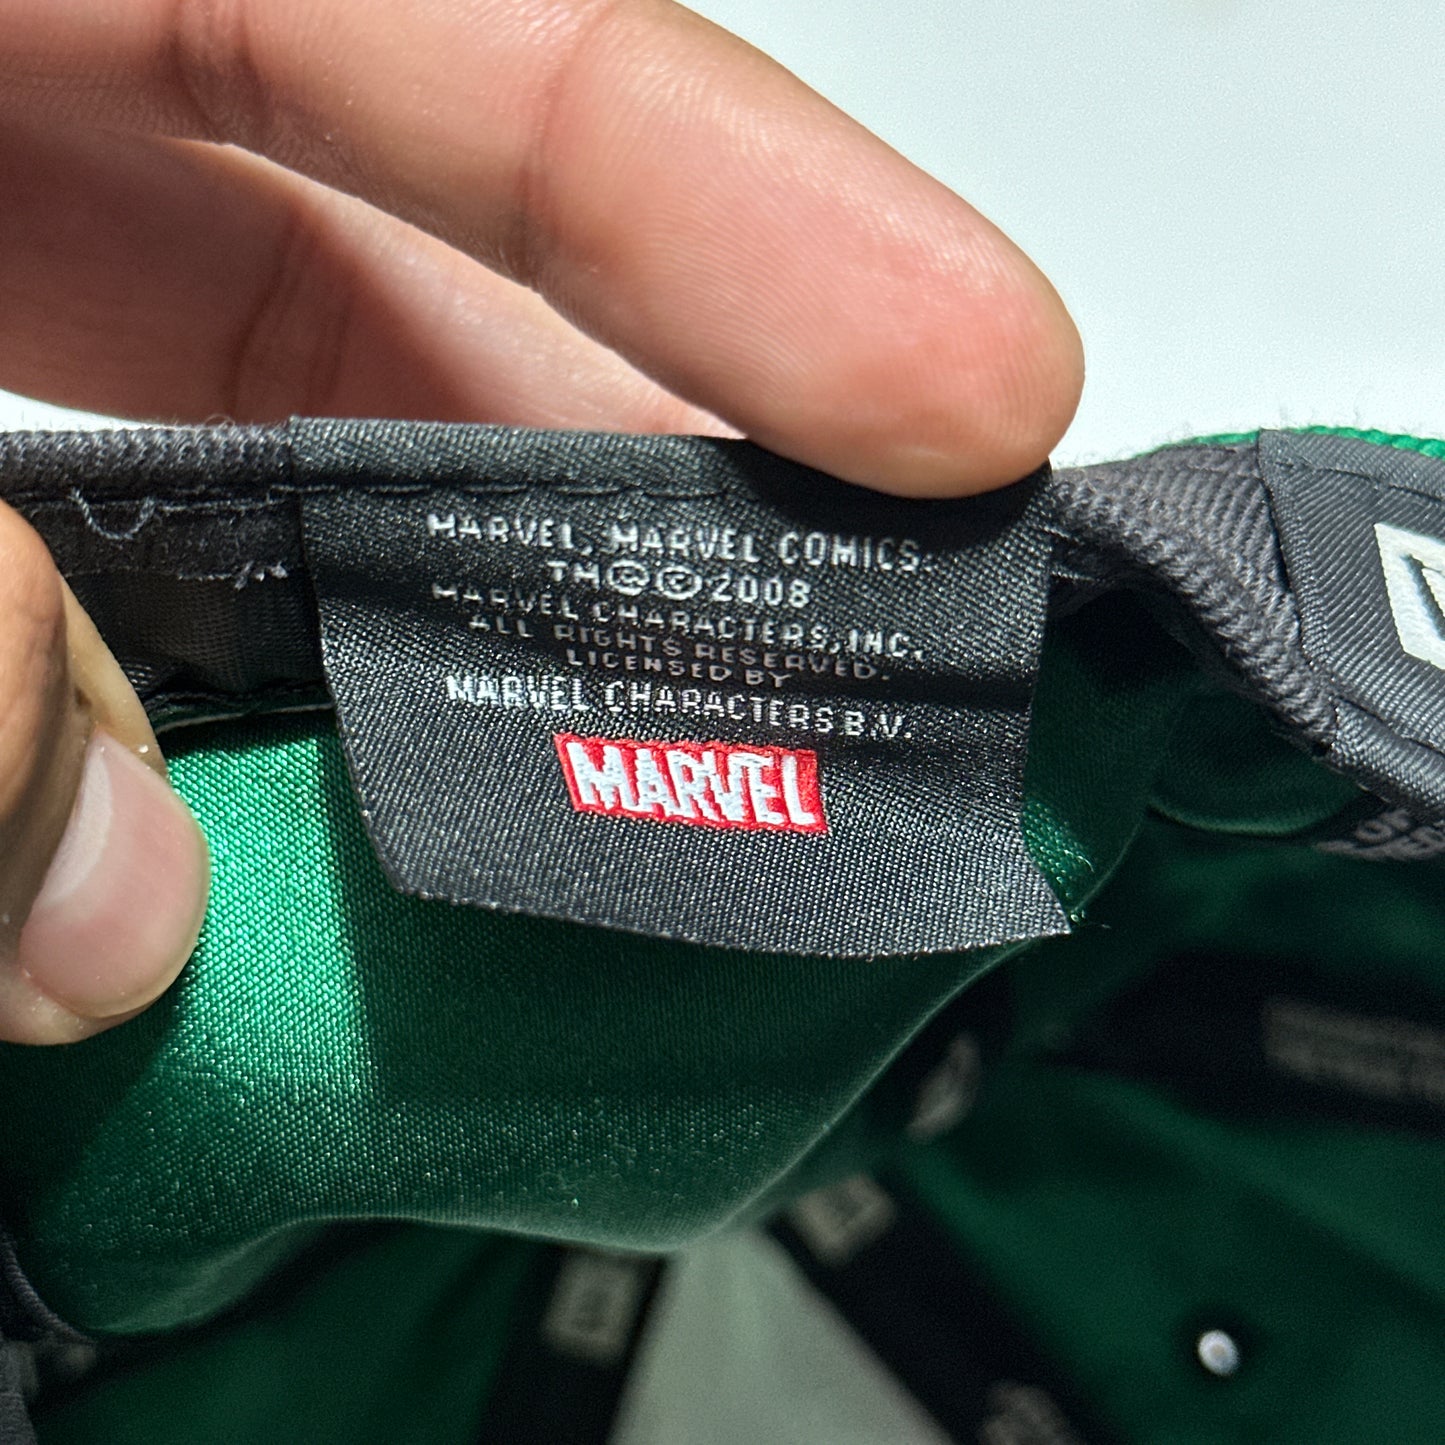 MARVEL, MARVEL COMICS.
TM®©2008
MARVEL CHARACTERS, INC.
ALL RIGHTS RESERVED.
LICENSED BY
MARVEL CHARACTERS B.V.
MARVEL